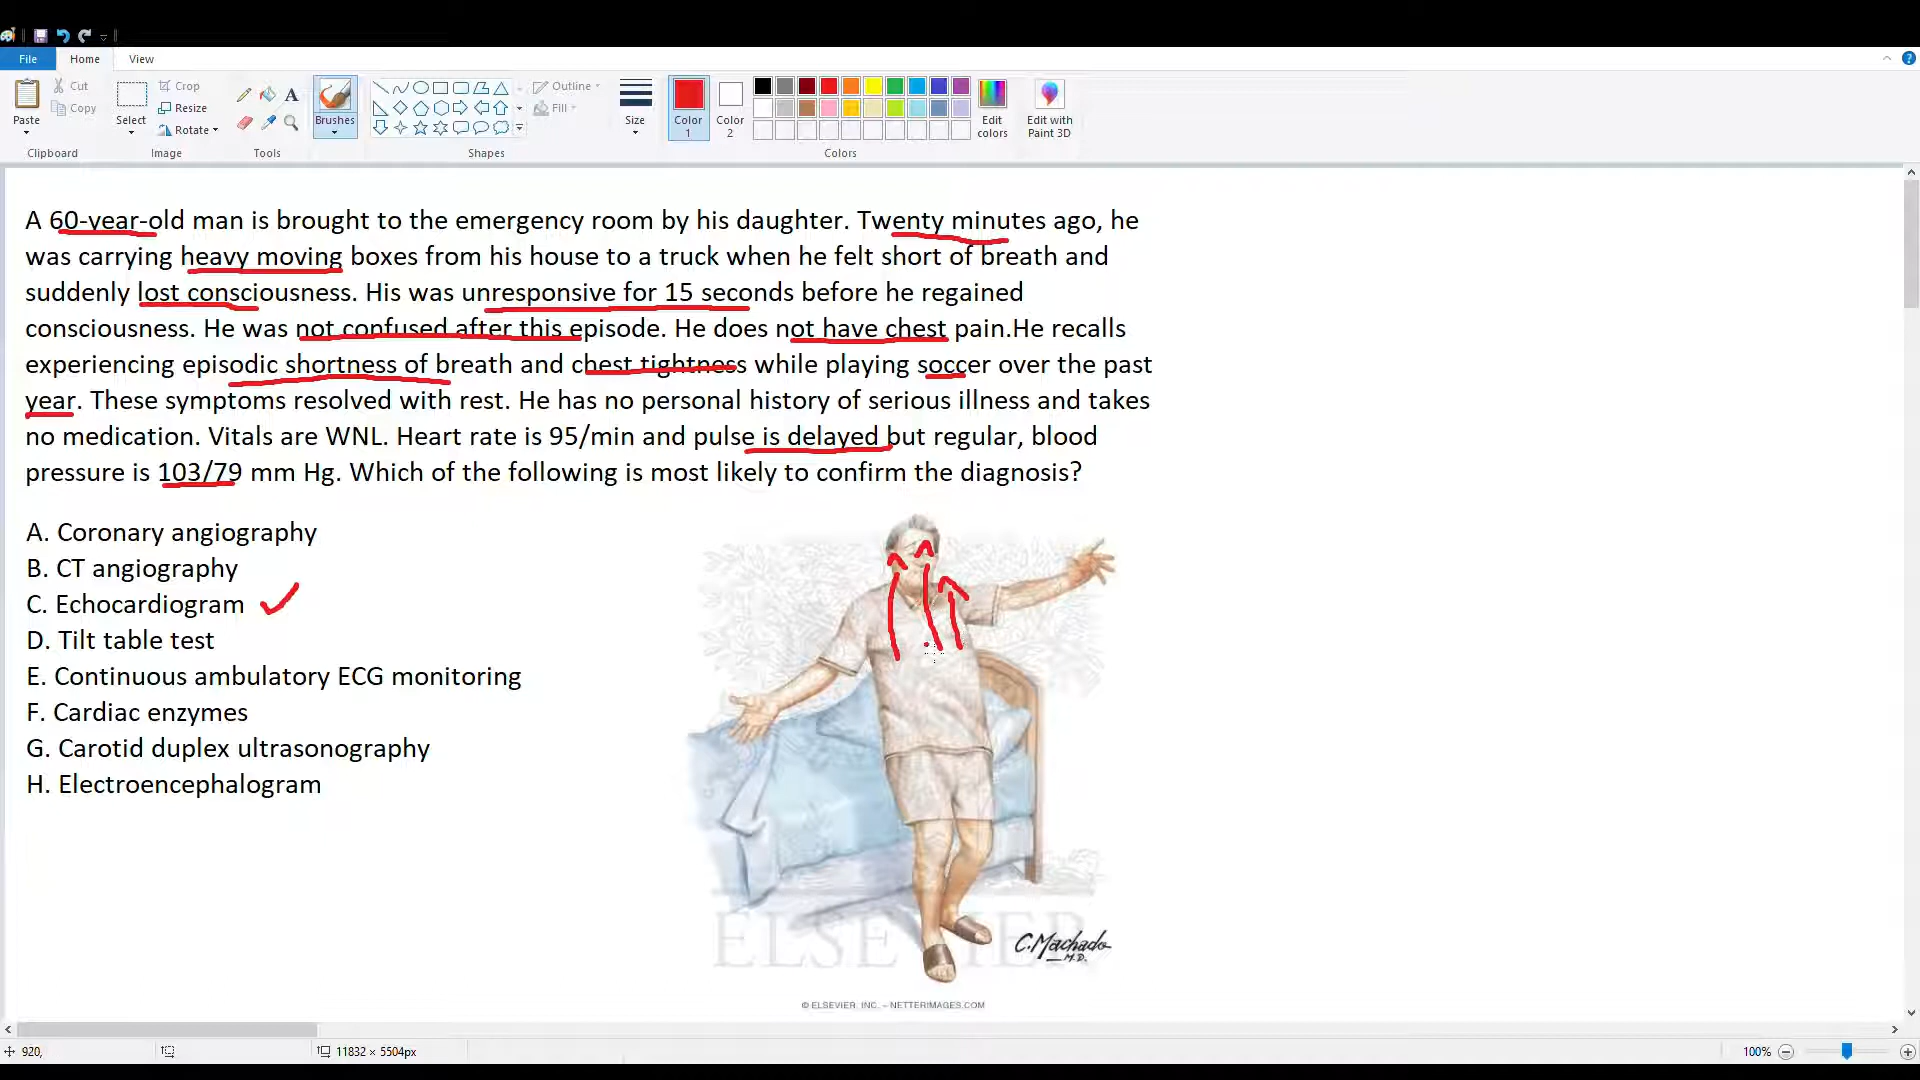 File Home View
Cut
Copy
Paste
Crop
Resize
Rotate
Select
Brushes
Outline
Fill
Size
Color 1
Color 2
Edit colors
Edit with Paint 3D
Clipboard Image Tools Shapes Colors
A 60-year-old man is brought to the emergency room by his daughter. Twenty minutes ago, he
was carrying heavy moving boxes from his house to a truck when he felt short of breath and
suddenly lost consciousness. His was unresponsive for 15 seconds before he regained
consciousness. He was not confused after this episode. He does not have chest pain.He recalls
experiencing episodic shortness of breath and chest tightness while playing soccer over the past
year. These symptoms resolved with rest. He has no personal history of serious illness and takes
no medication. Vitals are WNL. Heart rate is 95/min and pulse is delayed but regular, blood
pressure is 103/79 mm Hg. Which of the following is most likely to confirm the diagnosis?
A. Coronary angiography
B. CT angiography
C. Echocardiogram
D. Tilt table test
E. Continuous ambulatory ECG monitoring
F. Cardiac enzymes
G. Carotid duplex ultrasonography
H. Electroencephalogram
ELSEVIER
C. Machado
M.D.
© ELSEVIER, INC. – NETTERIMAGES.COM
920, 11832 × 5504px 100%